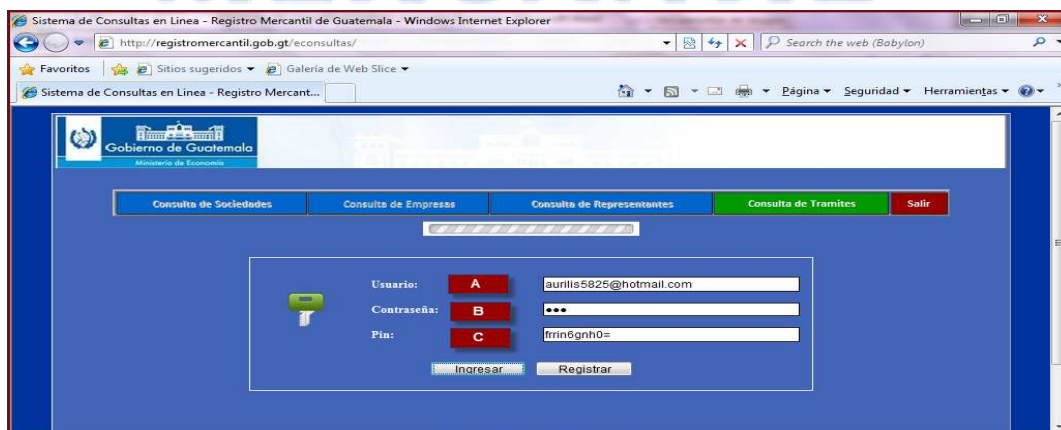 Sistema de Consultas en Linea - Registro Mercantil de Guatemala - Windows Internet Explorer
http://registromercantil.gob.gt/econsultas/
Search the web (Babylon)
Favoritos
Sitios sugeridos
Galería de Web Slice
Sistema de Consultas en Linea - Registro Mercant...
Página
Seguridad
Herramientas
Gobierno de Guatemala
Ministerio de Economía
Consulta de Sociedades
Consulta de Empresas
Consulta de Representantes
Consulta de Tramites
Salir
Usuario: A aurilis5825@hotmail.com
Contraseña: B •••
Pin: C frrin6gnh0=
Ingresar Registrar